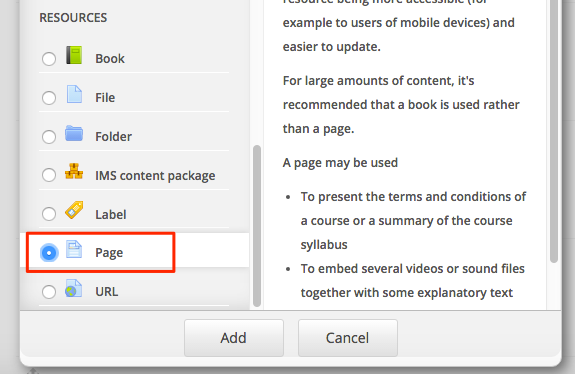 RESOURCES
Book
File
Folder
IMS content package
Label
Page
URL
resource being more accessible (for
example to users of mobile devices) and
easier to update.
For large amounts of content, it's
recommended that a book is used rather
than a page.
A page may be used
• To present the terms and conditions of
a course or a summary of the course
syllabus
• To embed several videos or sound files
together with some explanatory text
Add
Cancel